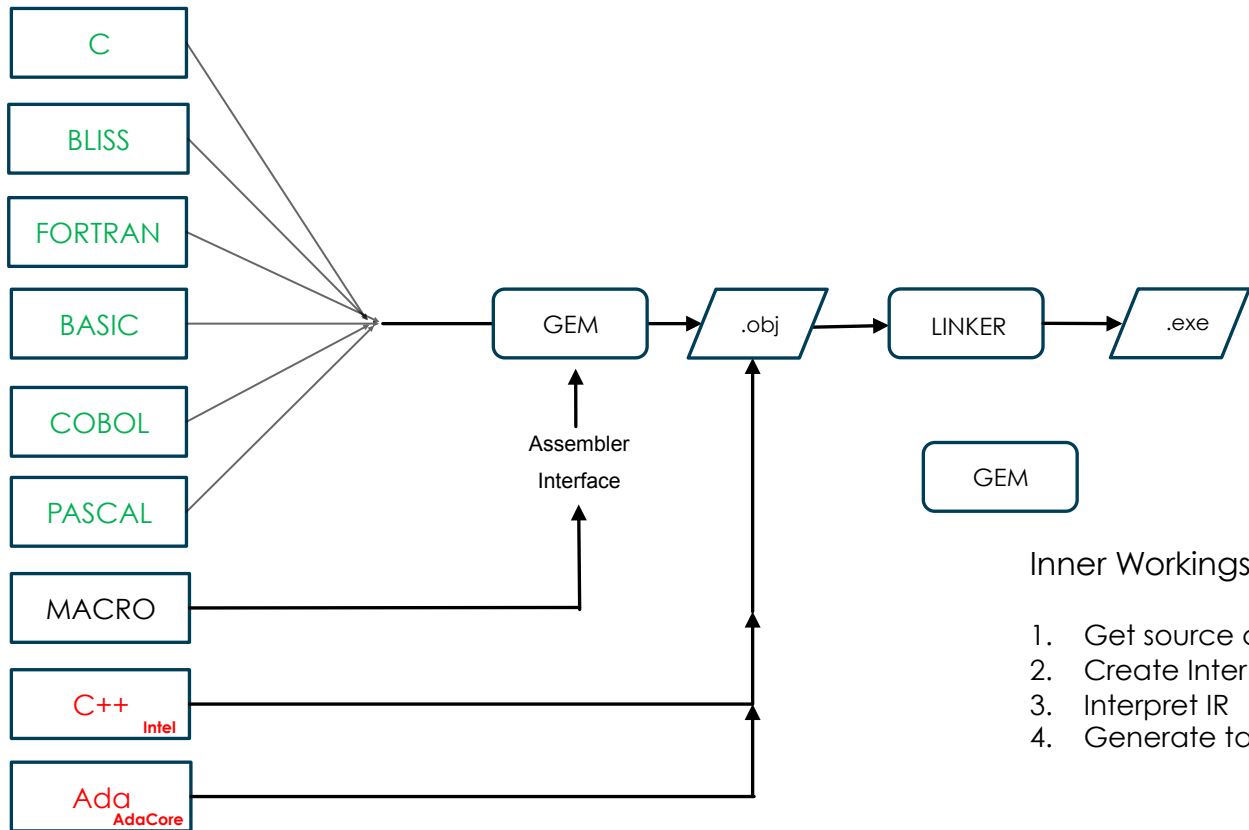 C
BLISS
FORTRAN
BASIC
COBOL
PASCAL
MACRO
C++
Intel
Ada
AdaCore
GEM
.obj
LINKER
.exe
Assembler
Interface
GEM
Inner Workings
1. Get source
2. Create Inter
3. Interpret IR
4. Generate